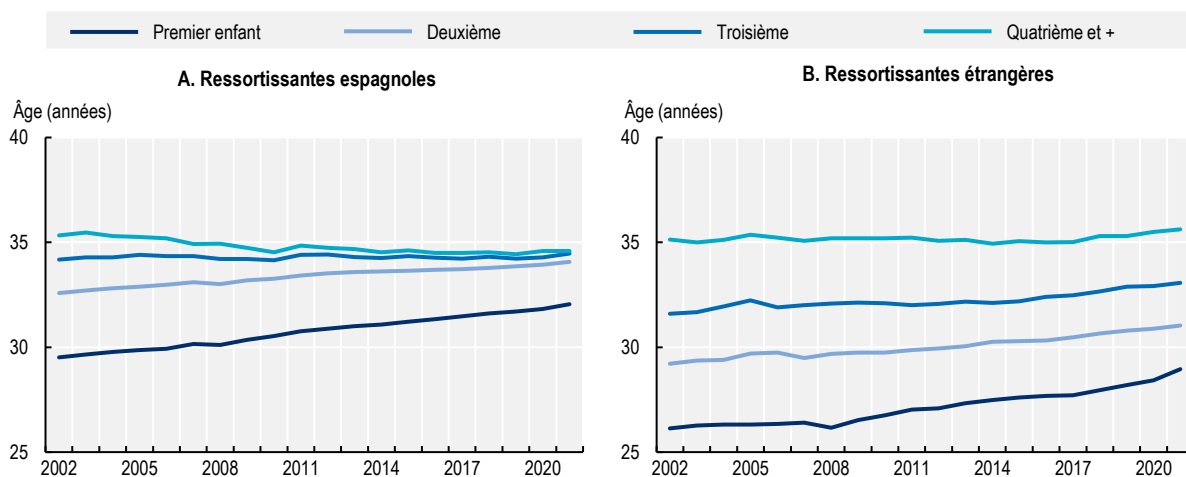 Premier enfant Deuxième Troisième Quatrième et +
A. Ressortissantes espagnoles
Âge (années)
40
35
30
25
2002 2005 2008 2011 2014 2017 2020
B. Ressortissantes étrangères
Âge (années)
40
35
30
25
2002 2005 2008 2011 2014 2017 2020